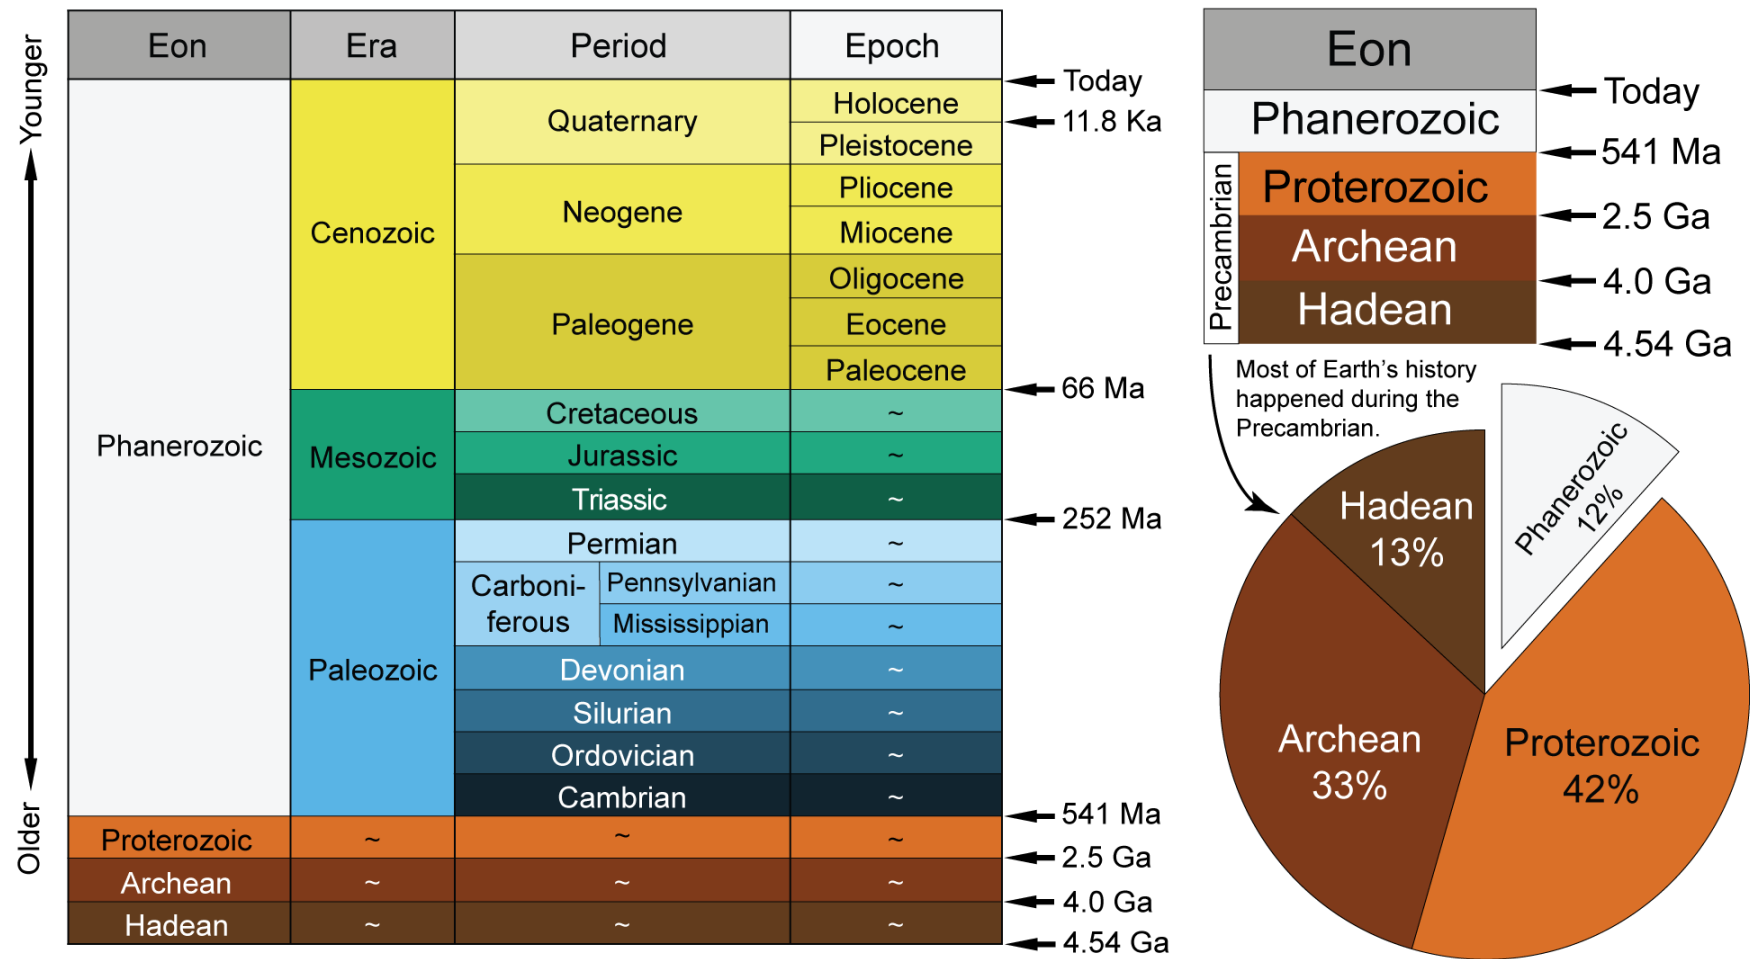 Younger
Older
Eon
Era
Period
Epoch
Phanerozoic
Cenozoic
Quaternary
Holocene
Pleistocene
Neogene
Pliocene
Miocene
Paleogene
Oligocene
Eocene
Paleocene
Mesozoic
Cretaceous
~
Jurassic
~
Triassic
~
Paleozoic
Permian
~
Carboni-
ferous
Pennsylvanian
~
Mississippian
~
Devonian
~
Silurian
~
Ordovician
~
Cambrian
~
Proterozoic
~
~
~
Archean
~
~
~
Hadean
~
~
~
Today
11.8 Ka
66 Ma
252 Ma
541 Ma
2.5 Ga
4.0 Ga
4.54 Ga
Eon
Phanerozoic
Precambrian
Proterozoic
Archean
Hadean
Today
541 Ma
2.5 Ga
4.0 Ga
4.54 Ga
Most of Earth's history
happened during the
Precambrian.
Phanerozoic
12%
Hadean
13%
Archean
33%
Proterozoic
42%